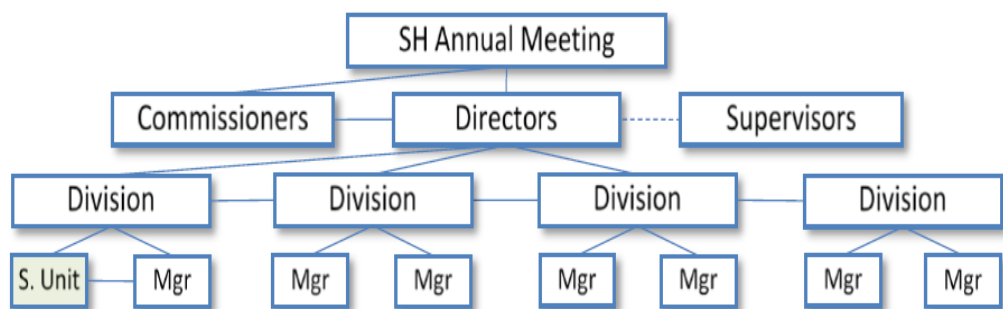 SH Annual Meeting
Commissioners
Directors
Supervisors
Division
Division
Division
Division
S. Unit
Mgr
Mgr
Mgr
Mgr
Mgr
Mgr
Mgr